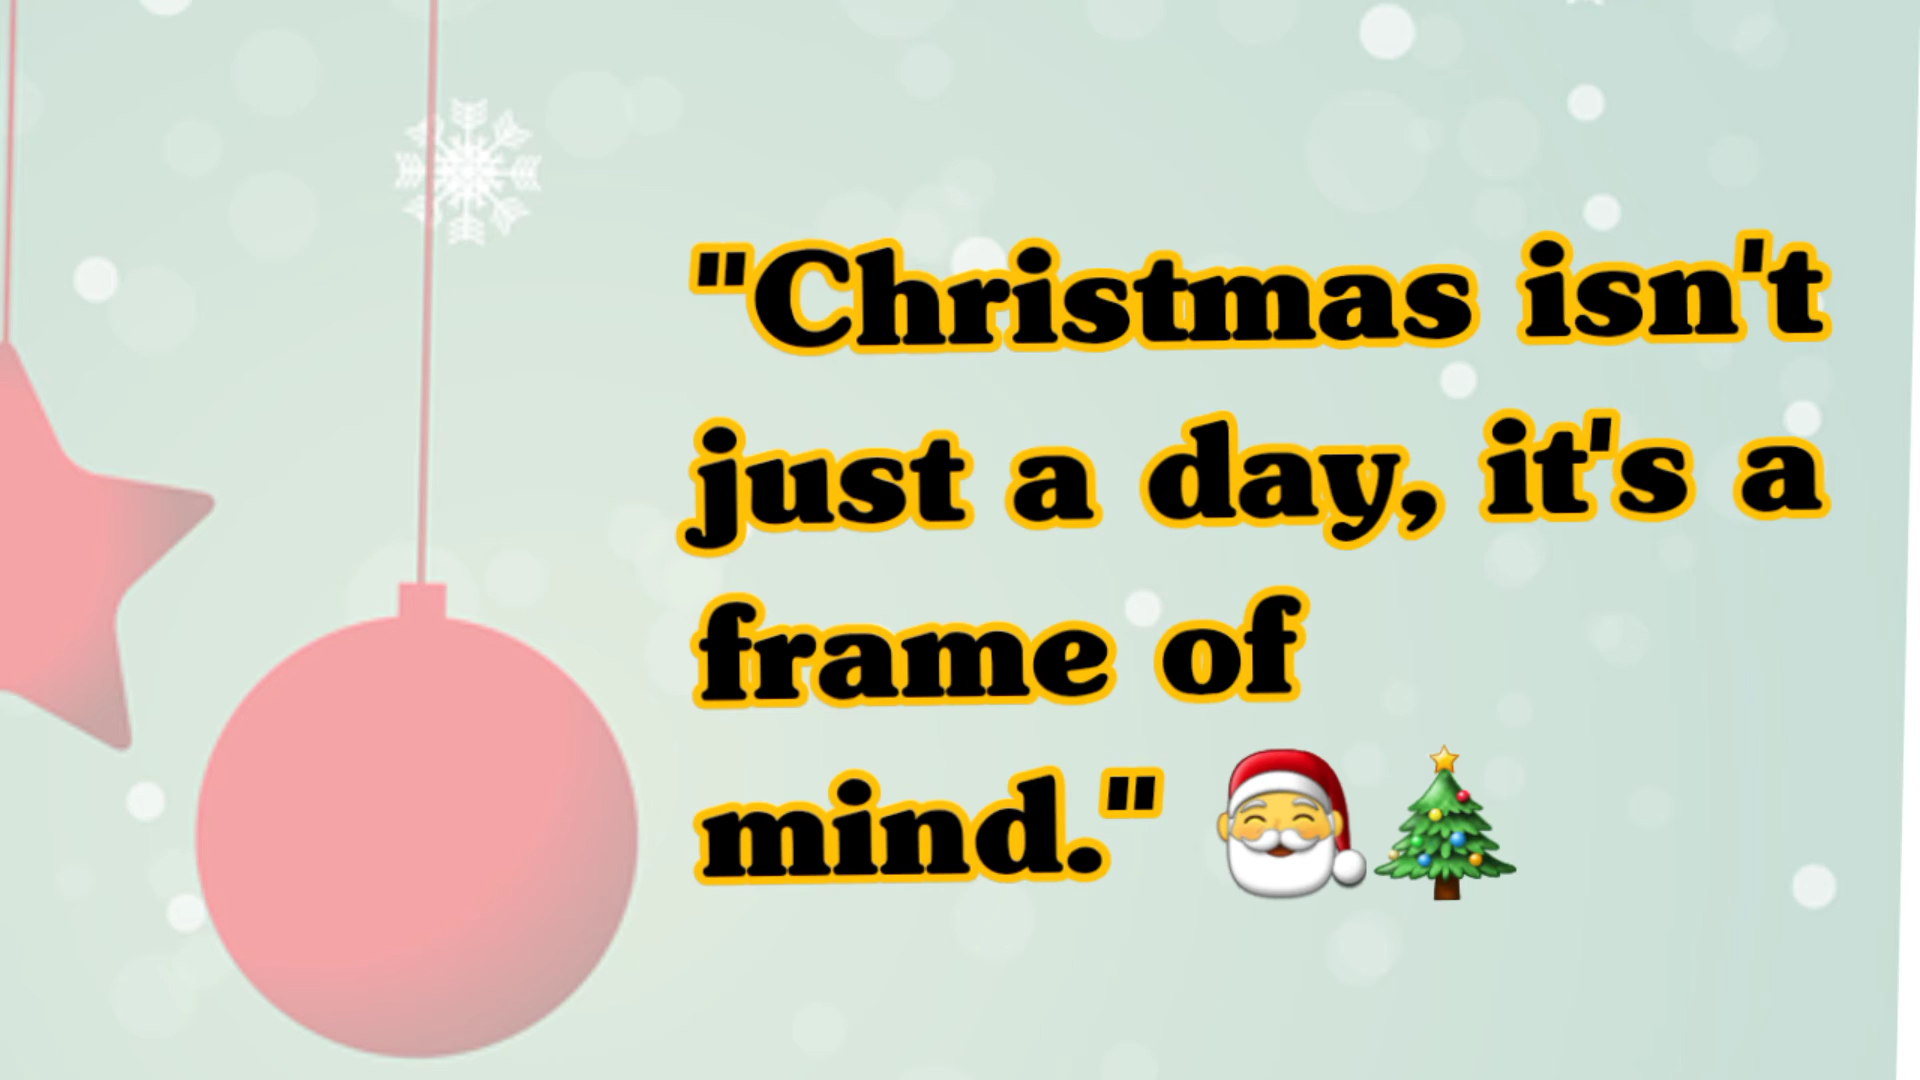 "Christmas isn't
just a day, it's a
frame of
mind." 🎅🎄